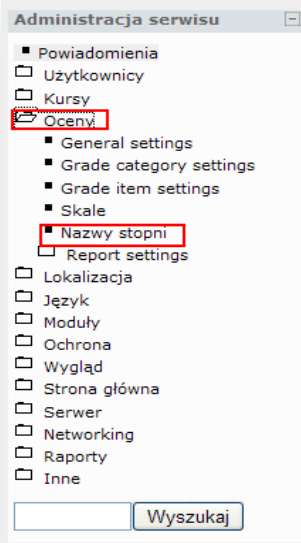 Administracja serwisu
Powiadomienia
Użytkownicy
Kursy
Oceny
General settings
Grade category settings
Grade item settings
Skale
Nazwy stopni
Report settings
Lokalizacja
Język
Moduły
Ochrona
Wygląd
Strona główna
Serwer
Networking
Raporty
Inne
Wyszukaj